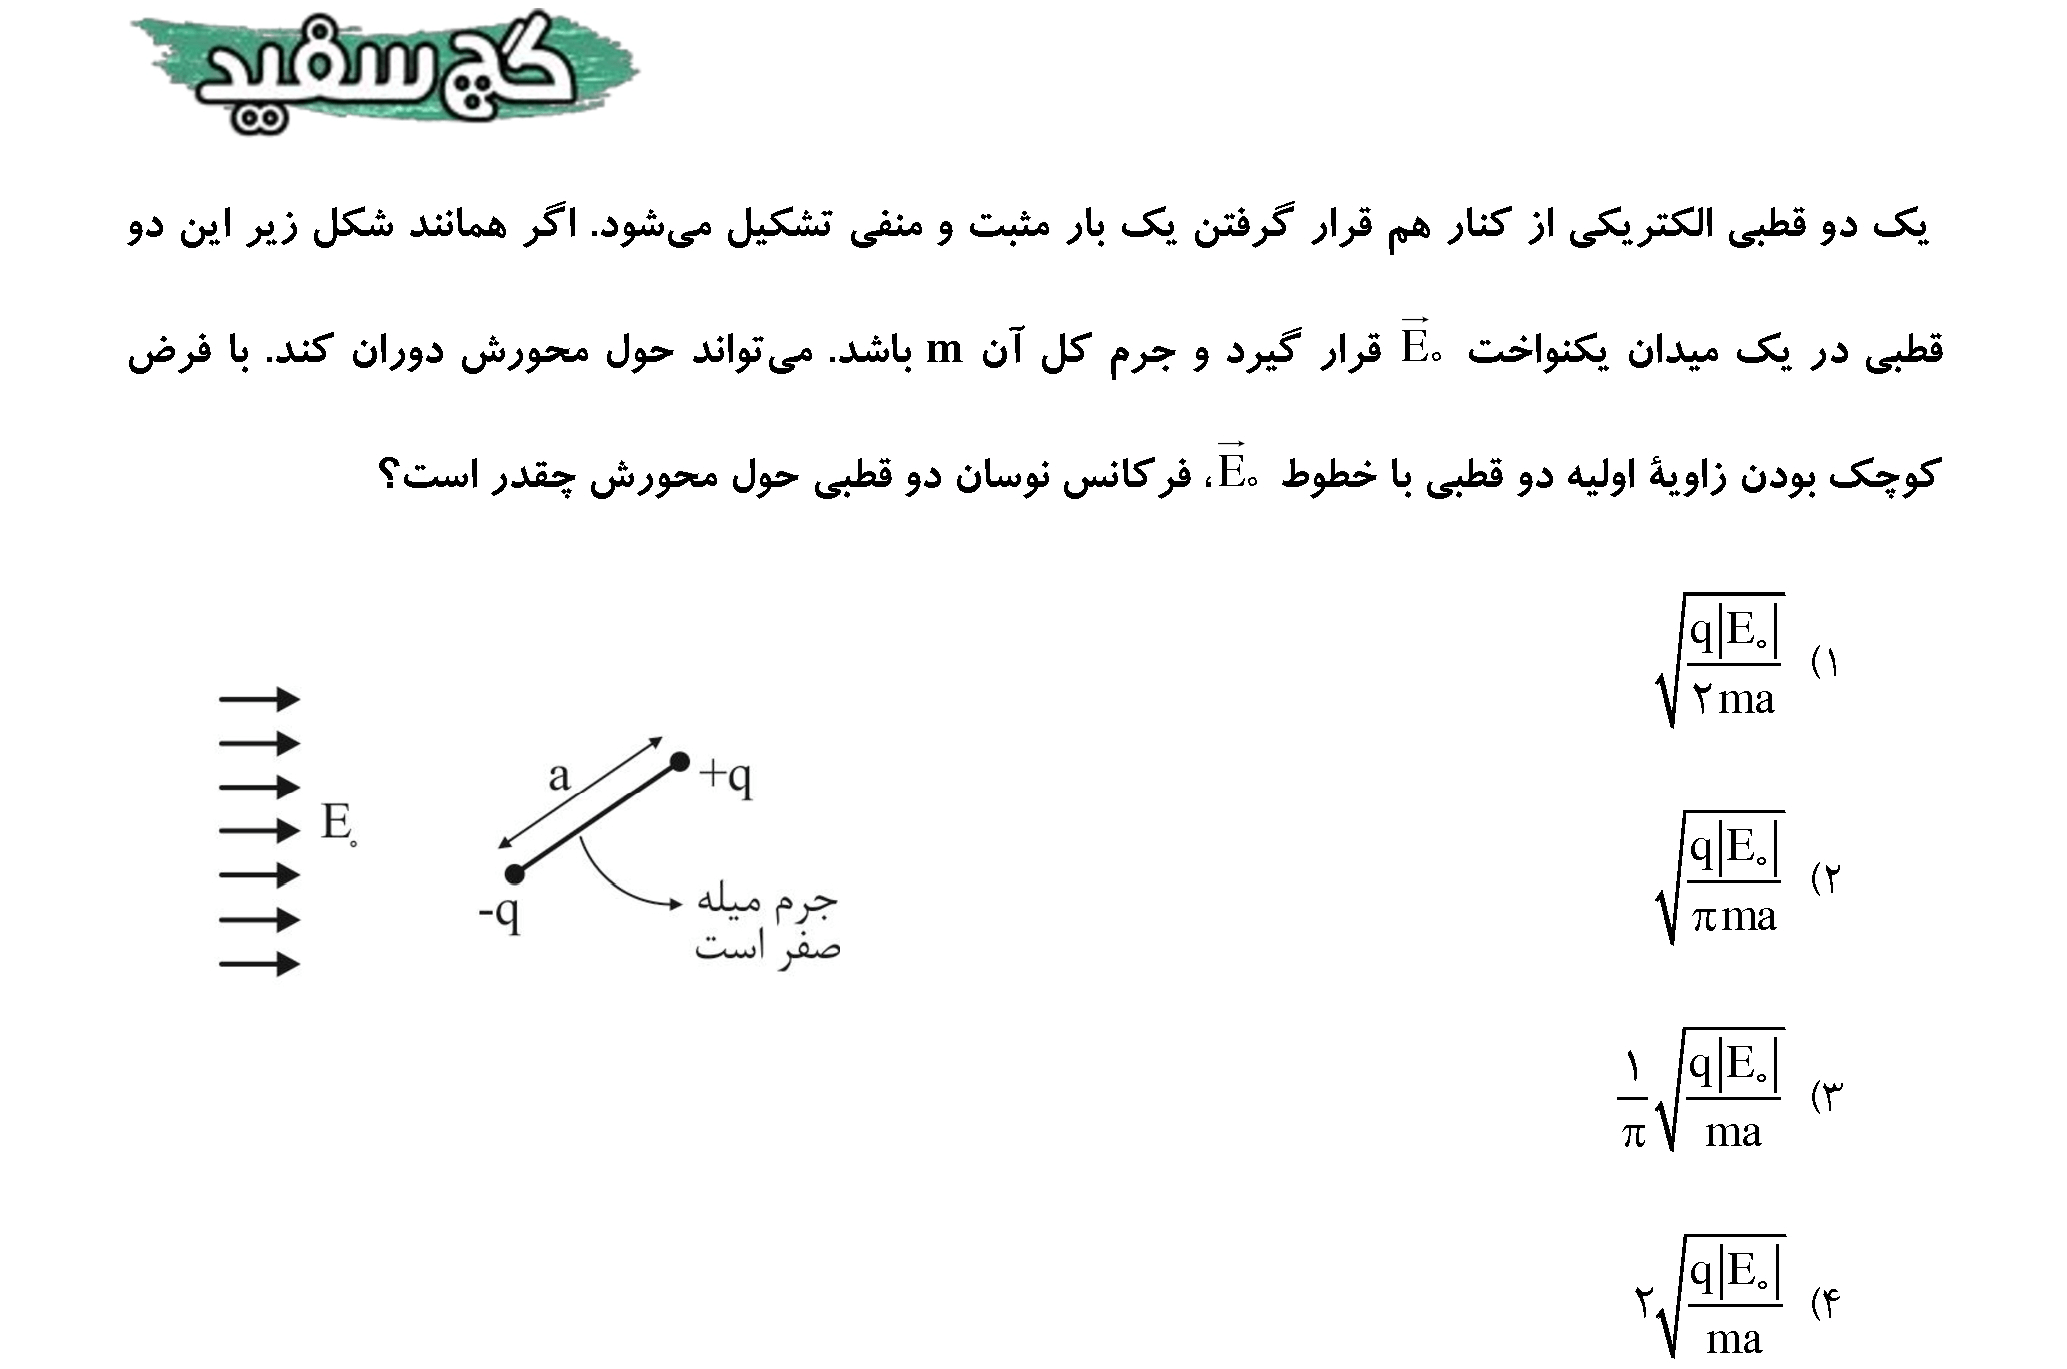 گچ سفید
یک دو قطبی الکتریکی از کنار هم قرار گرفتن یک بار مثبت و منفی تشکیل می‌شود. اگر همانند شکل زیر این دو
قطبی در یک میدان یکنواخت $\vec{E}_\circ$ قرار گیرد و جرم کل آن m باشد. می‌تواند حول محورش دوران کند. با فرض
کوچک بودن زاویهٔ اولیه دو قطبی با خطوط $\vec{E}_\circ$، فرکانس نوسان دو قطبی حول محورش چقدر است؟
۱) $\sqrt{\frac{q|E_\circ|}{۲ma}}$
۲) $\sqrt{\frac{q|E_\circ|}{\pi ma}}$
۳) $\frac{۱}{\pi}\sqrt{\frac{q|E_\circ|}{ma}}$
۴) $۲\sqrt{\frac{q|E_\circ|}{ma}}$
E∘
a
+q
-q
جرم میله
صفر است